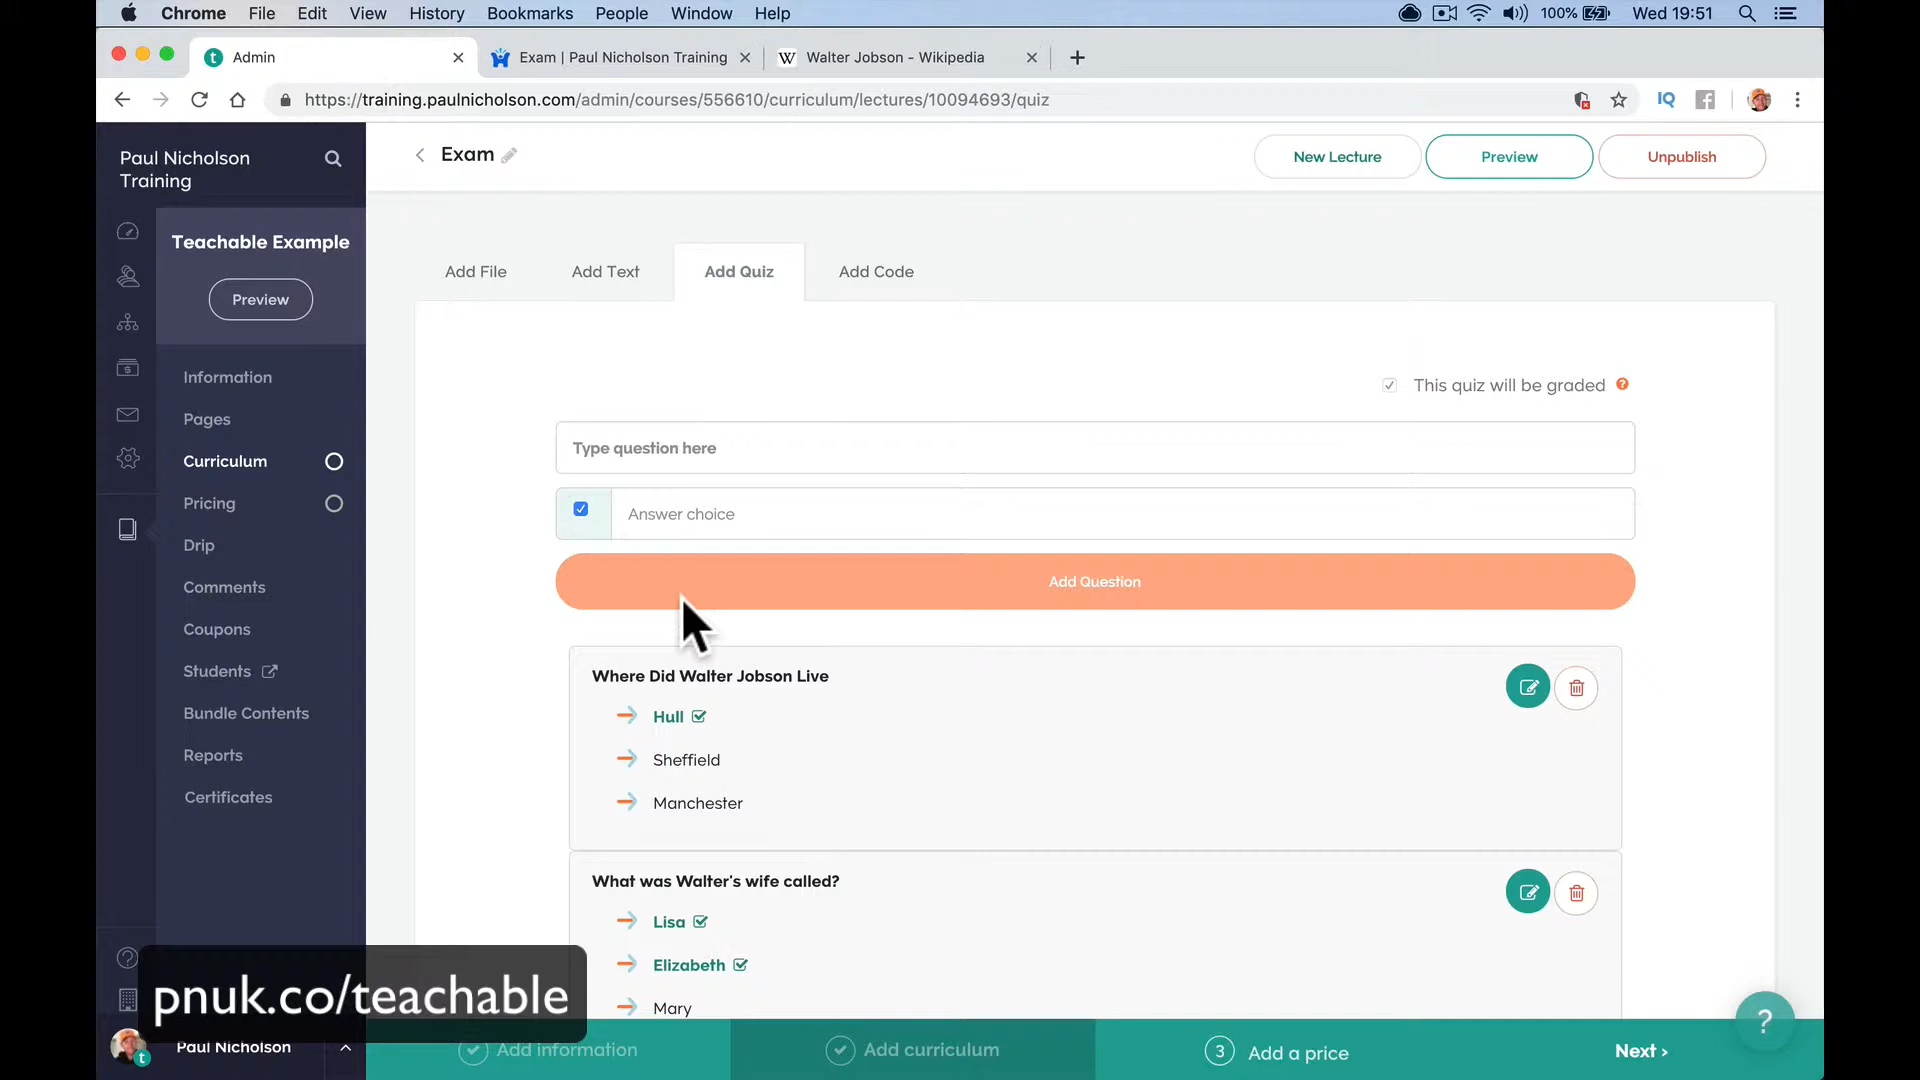 Chrome File Edit View History Bookmarks People Window Help 100% Wed 19:51
Admin Exam | Paul Nicholson Training Walter Jobson - Wikipedia
https://training.paulnicholson.com/admin/courses/556610/curriculum/lectures/10094693/quiz
IQ
Paul Nicholson
Training
Exam
New Lecture
Preview
Unpublish
Teachable Example
Preview
Information
Pages
Curriculum
Pricing
Drip
Comments
Coupons
Students
Bundle Contents
Reports
Certificates
Add File
Add Text
Add Quiz
Add Code
This quiz will be graded ?
Type question here
Answer choice
Add Question
Where Did Walter Jobson Live
Hull
Sheffield
Manchester
What was Walter's wife called?
Lisa
Elizabeth
Mary
pnuk.co/teachable
Paul Nicholson
Add information
Add curriculum
3 Add a price
Next ›
?